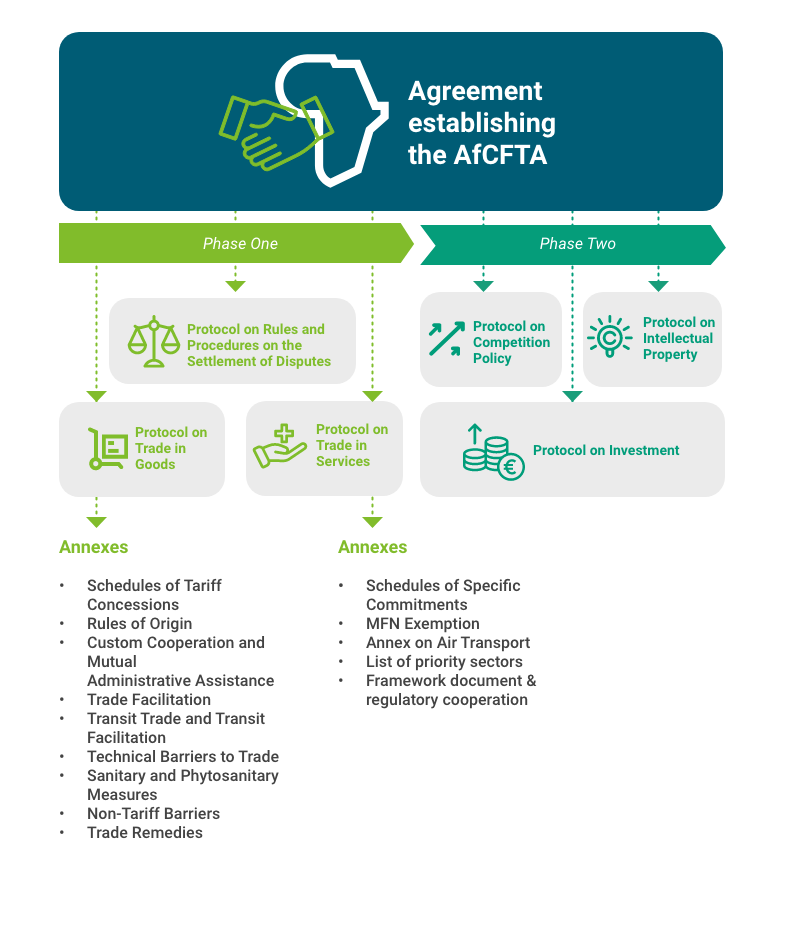 Agreement
establishing
the AfCFTA
Phase One
Phase Two
Protocol on Rules and
Procedures on the
Settlement of Disputes
Protocol on
Competition
Policy
Protocol on
Intellectual
Property
Protocol on
Trade in
Goods
Protocol on
Trade in
Services
Protocol on Investment
Annexes
• Schedules of Tariff
Concessions
• Rules of Origin
• Custom Cooperation and
Mutual
Administrative Assistance
• Trade Facilitation
• Transit Trade and Transit
Facilitation
• Technical Barriers to Trade
• Sanitary and Phytosanitary
Measures
• Non-Tariff Barriers
• Trade Remedies
Annexes
• Schedules of Specific
Commitments
• MFN Exemption
• Annex on Air Transport
• List of priority sectors
• Framework document &
regulatory cooperation